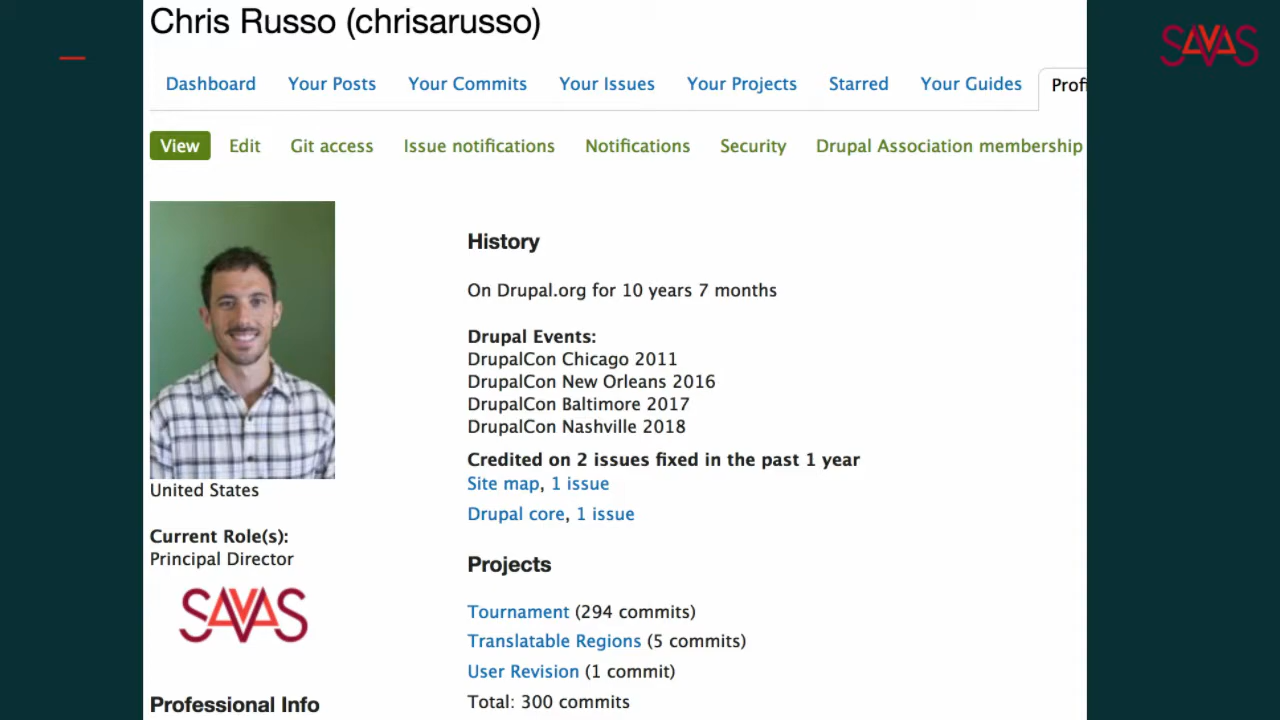 Chris Russo (chrisarusso)
SAVAS
Dashboard Your Posts Your Commits Your Issues Your Projects Starred Your Guides Profi
View Edit Git access Issue notifications Notifications Security Drupal Association membership
History
On Drupal.org for 10 years 7 months
Drupal Events:
DrupalCon Chicago 2011
DrupalCon New Orleans 2016
DrupalCon Baltimore 2017
DrupalCon Nashville 2018
Credited on 2 issues fixed in the past 1 year
Site map, 1 issue
Drupal core, 1 issue
Projects
Tournament (294 commits)
Translatable Regions (5 commits)
User Revision (1 commit)
Total: 300 commits
United States
Current Role(s):
Principal Director
SAVAS
Professional Info